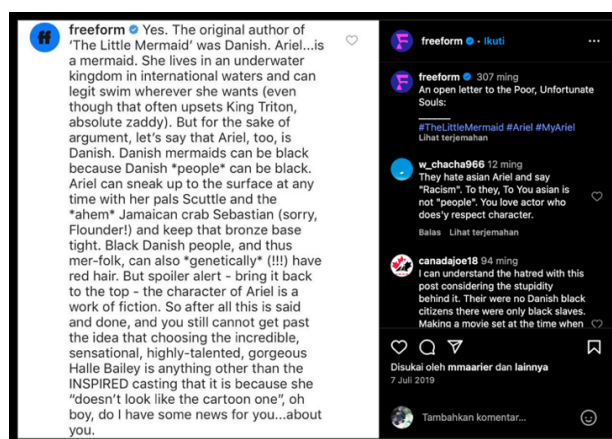 freeform Yes. The original author of
'The Little Mermaid' was Danish. Ariel...is
a mermaid. She lives in an underwater
kingdom in international waters and can
legit swim wherever she wants (even
though that often upsets King Triton,
absolute zaddy). But for the sake of
argument, let's say that Ariel, too, is
Danish. Danish mermaids can be black
because Danish *people* can be black.
Ariel can sneak up to the surface at any
time with her pals Scuttle and the
*ahem* Jamaican crab Sebastian (sorry,
Flounder!) and keep that bronze base
tight. Black Danish people, and thus
mer-folk, can also *genetically* (!!!) have
red hair. But spoiler alert - bring it back
to the top - the character of Ariel is a
work of fiction. So after all this is said
and done, and you still cannot get past
the idea that choosing the incredible,
sensational, highly-talented, gorgeous
Halle Bailey is anything other than the
INSPIRED casting that it is because she
"doesn't look like the cartoon one", oh
boy, do I have some news for you...about
you.
freeform • Ikuti
freeform 307 ming
An open letter to the Poor, Unfortunate
Souls:
#TheLittleMermaid #Ariel #MyAriel
Lihat terjemahan
w_chacha966 12 ming
They hate asian Ariel and say
"Racism". To they, To You asian is
not "people". You love actor who
does'y respect character.
Balas Lihat terjemahan
canadajoe18 94 ming
I can understand the hatred with this
post considering the stupidity
behind it. Their were no Danish black
citizens there were only black slaves.
Making a movie set at the time when
Disukai oleh mmaarier dan lainnya
7 Juli 2019
Tambahkan komentar...